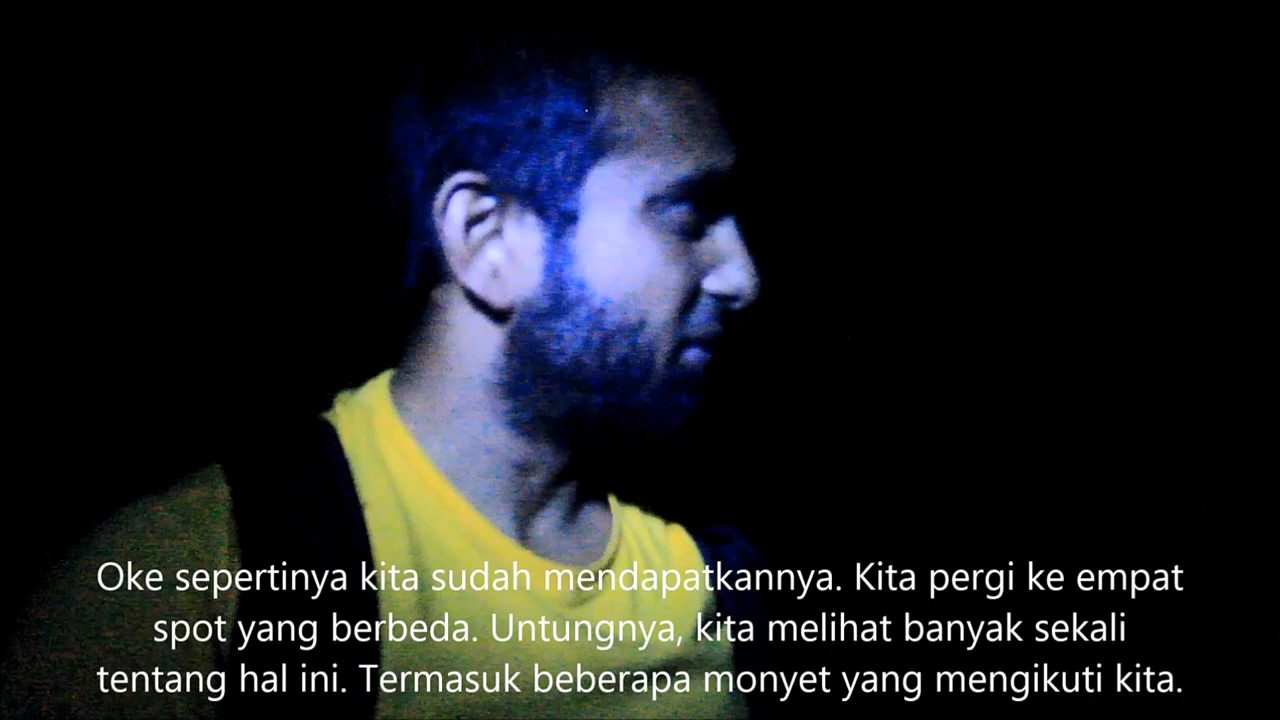 Oke sepertinya kita sudah mendapatkannya. Kita pergi ke empat
spot yang berbeda. Untungnya, kita melihat banyak sekali
tentang hal ini. Termasuk beberapa monyet yang mengikuti kita.